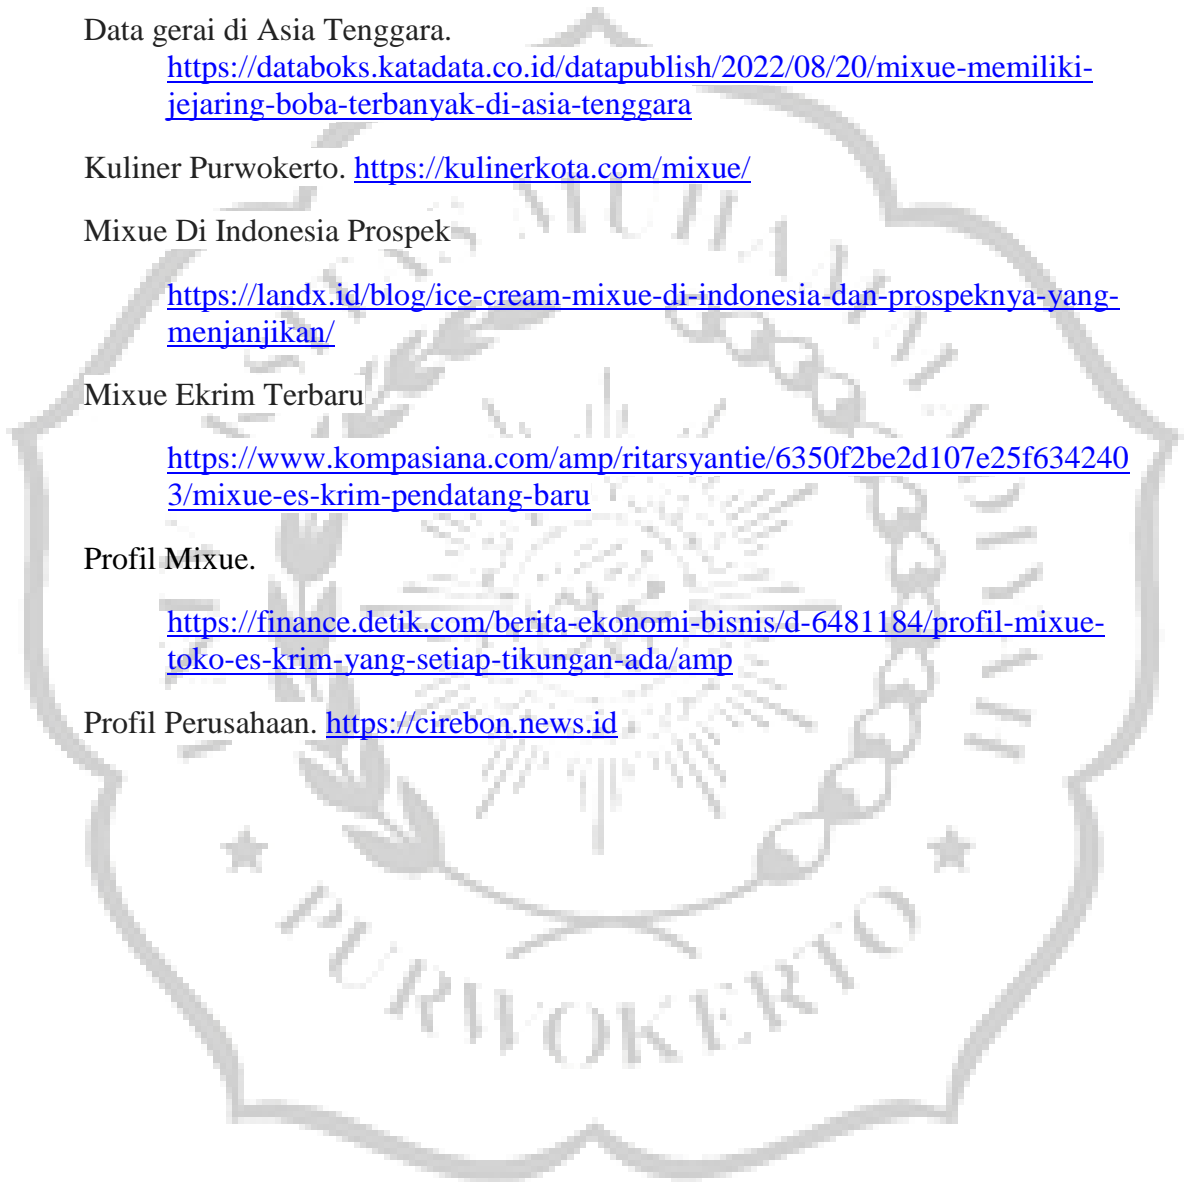 Data gerai di Asia Tenggara.
https://databoks.katadata.co.id/datapublish/2022/08/20/mixue-memiliki-
jejaring-boba-terbanyak-di-asia-tenggara
Kuliner Purwokerto. https://kulinerkota.com/mixue/
Mixue Di Indonesia Prospek
https://landx.id/blog/ice-cream-mixue-di-indonesia-dan-prospeknya-yang-
menjanjikan/
Mixue Ekrim Terbaru
https://www.kompasiana.com/amp/ritarsyantie/6350f2be2d107e25f634240
3/mixue-es-krim-pendatang-baru
Profil Mixue.
https://finance.detik.com/berita-ekonomi-bisnis/d-6481184/profil-mixue-
toko-es-krim-yang-setiap-tikungan-ada/amp
Profil Perusahaan. https://cirebon.news.id
PURWOKERTO